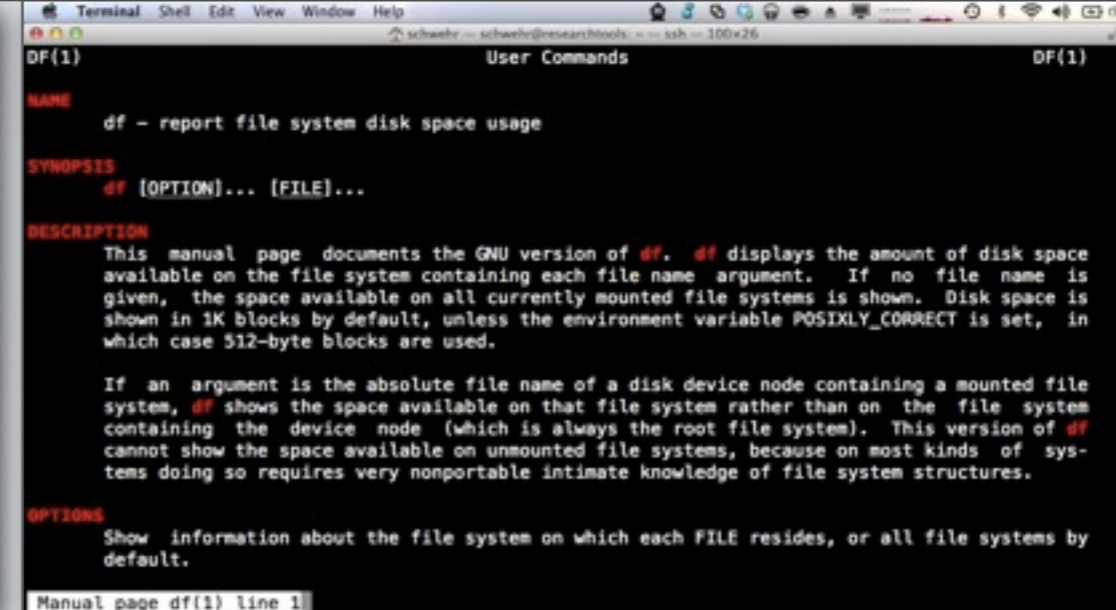 Terminal Shell Edit View Window Help
schwehr — schwehr@researchtools: ~ — ssh — 100×26
DF(1) User Commands DF(1)
NAME
df – report file system disk space usage
SYNOPSIS
df [OPTION]... [FILE]...
DESCRIPTION
This manual page documents the GNU version of df. df displays the amount of disk space
available on the file system containing each file name argument. If no file name is
given, the space available on all currently mounted file systems is shown. Disk space is
shown in 1K blocks by default, unless the environment variable POSIXLY_CORRECT is set, in
which case 512-byte blocks are used.
If an argument is the absolute file name of a disk device node containing a mounted file
system, df shows the space available on that file system rather than on the file system
containing the device node (which is always the root file system). This version of df
cannot show the space available on unmounted file systems, because on most kinds of sys-
tems doing so requires very nonportable intimate knowledge of file system structures.
OPTIONS
Show information about the file system on which each FILE resides, or all file systems by
default.
Manual page df(1) line 1